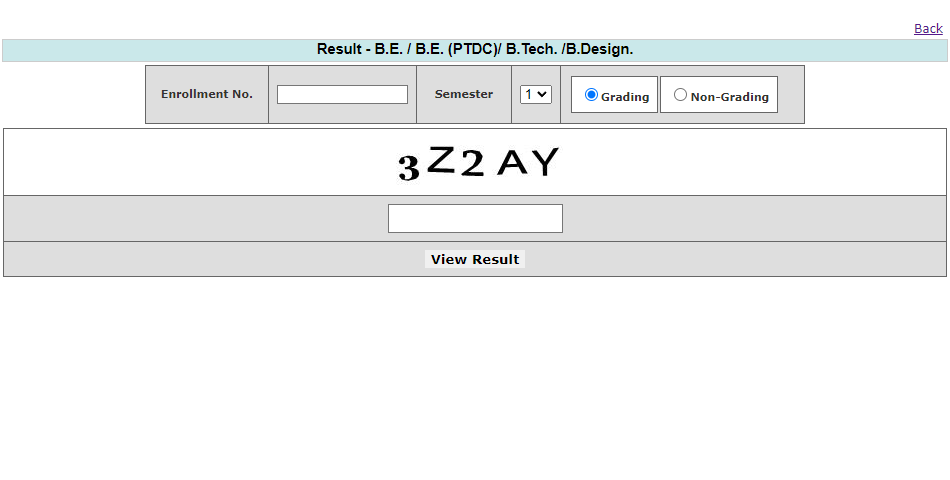 Back
Result - B.E. / B.E. (PTDC)/ B.Tech. /B.Design.
Enrollment No. Semester 1 Grading Non-Grading
3Z2AY
View Result